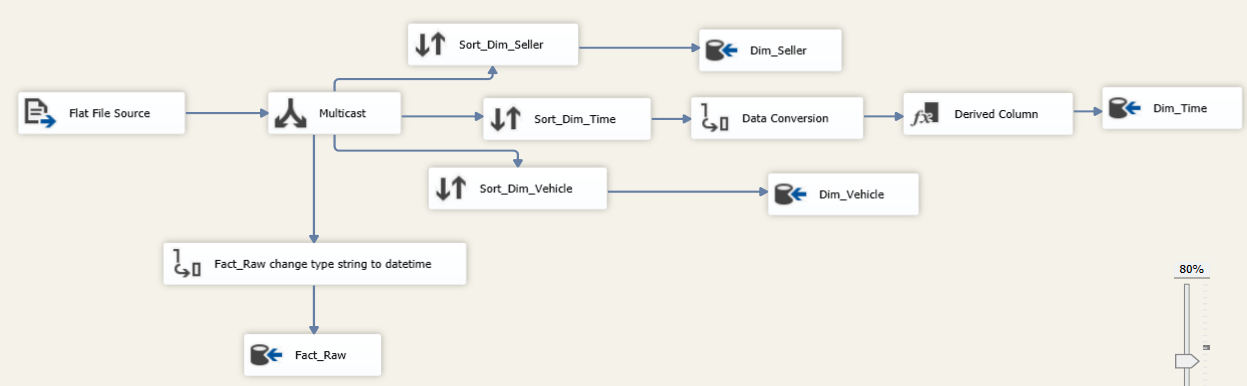 Sort_Dim_Seller
Dim_Seller
Flat File Source
Multicast
Sort_Dim_Time
Data Conversion
Derived Column
Dim_Time
Sort_Dim_Vehicle
Dim_Vehicle
Fact_Raw change type string to datetime
80%
Fact_Raw